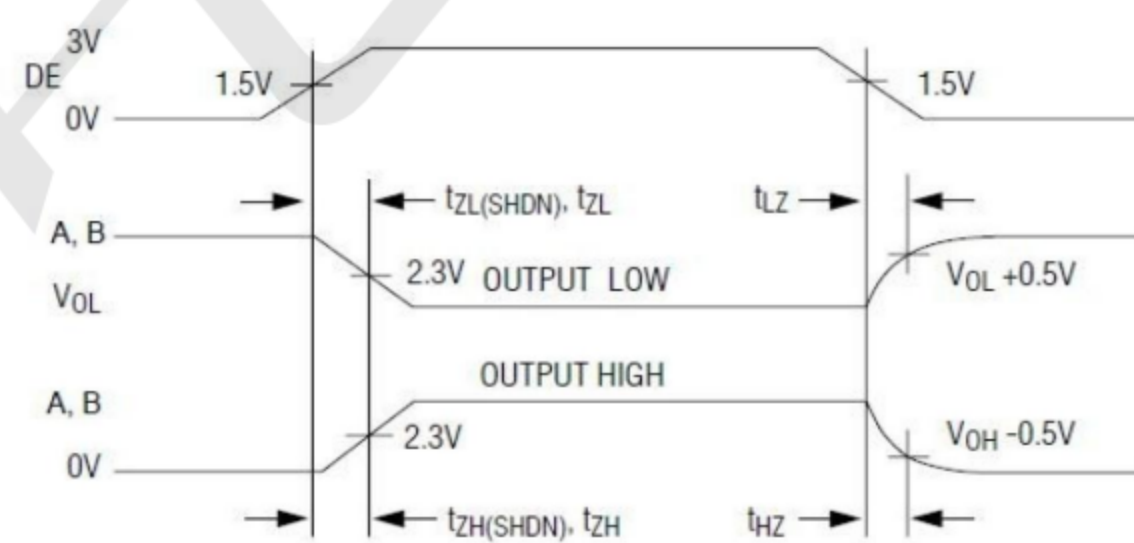 3V
DE
1.5V
1.5V
0V
tZL(SHDN), tZL
tLZ
A, B
2.3V OUTPUT LOW
VOL +0.5V
VOL
OUTPUT HIGH
A, B
2.3V
VOH -0.5V
0V
tZH(SHDN), tZH
tHZ